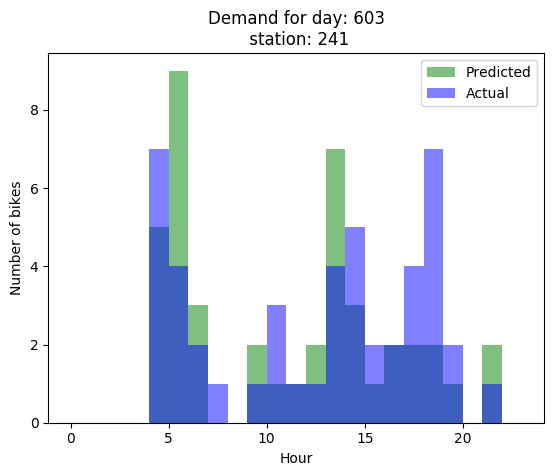 Demand for day: 603
station: 241
Predicted
Actual
Number of bikes
8
6
4
2
0
0
5
10
15
20
Hour